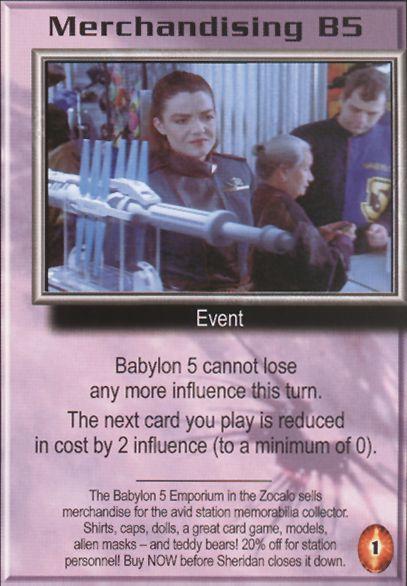 Merchandising B5
5
Event
Babylon 5 cannot lose
any more influence this turn.
The next card you play is reduced
in cost by 2 influence (to a minimum of 0).
The Babylon 5 Emporium in the Zocalo sells
merchandise for the avid station memorabilia collector.
Shirts, caps, dolls, a great card game, models,
alien masks – and teddy bears! 20% off for station
personnel! Buy NOW before Sheridan closes it down.
1